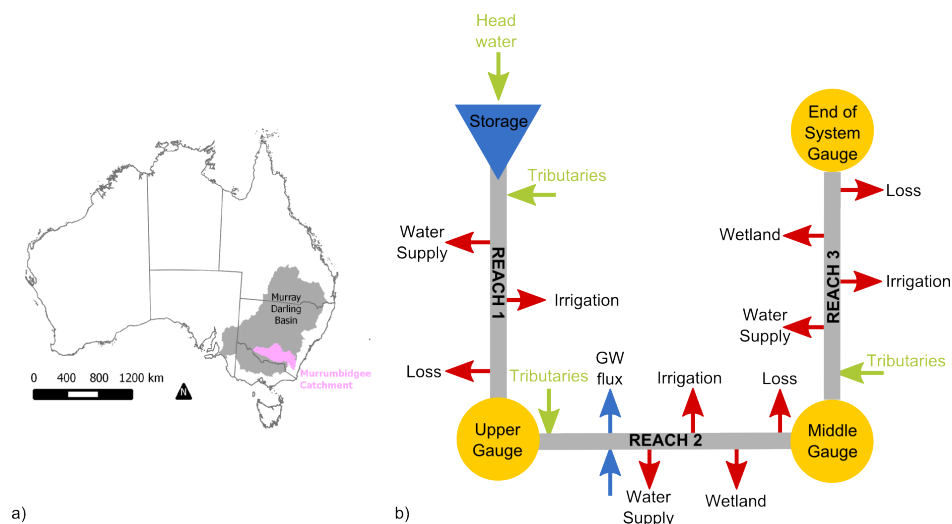 Murray
Darling
Basin
Murrumbidgee
Catchment
0 400 800 1200 km
N
a)
Head
water
Storage
Tributaries
Water
Supply
REACH 1
Irrigation
Loss
Upper
Gauge
Tributaries
GW
flux
Irrigation
Loss
REACH 2
Water
Supply
Wetland
Middle
Gauge
End of
System
Gauge
Loss
Wetland
REACH 3
Irrigation
Water
Supply
Tributaries
b)